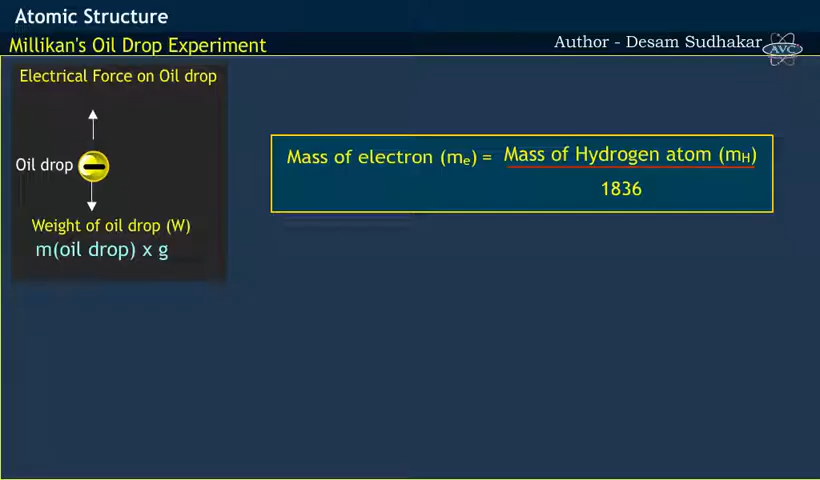 Atomic Structure
Millikan's Oil Drop Experiment
Author - Desam Sudhakar
AVC
Electrical Force on Oil drop
Oil drop
Weight of oil drop (W)
m(oil drop) x g
Mass of electron (me) = Mass of Hydrogen atom (mH)
1836